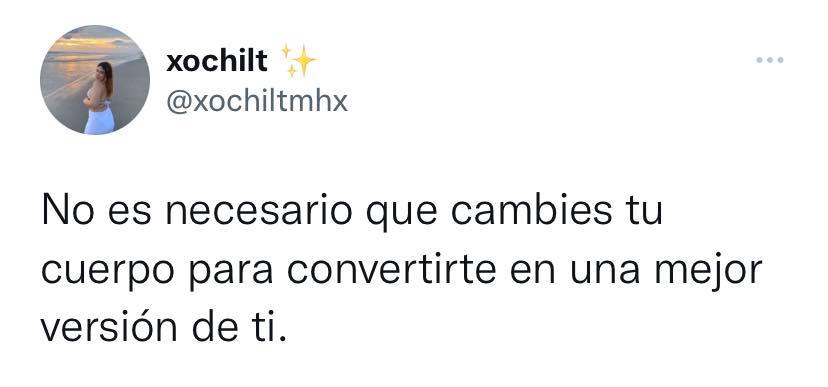 xochilt ✨
@xochiltmhx
No es necesario que cambies tu
cuerpo para convertirte en una mejor
versión de ti.